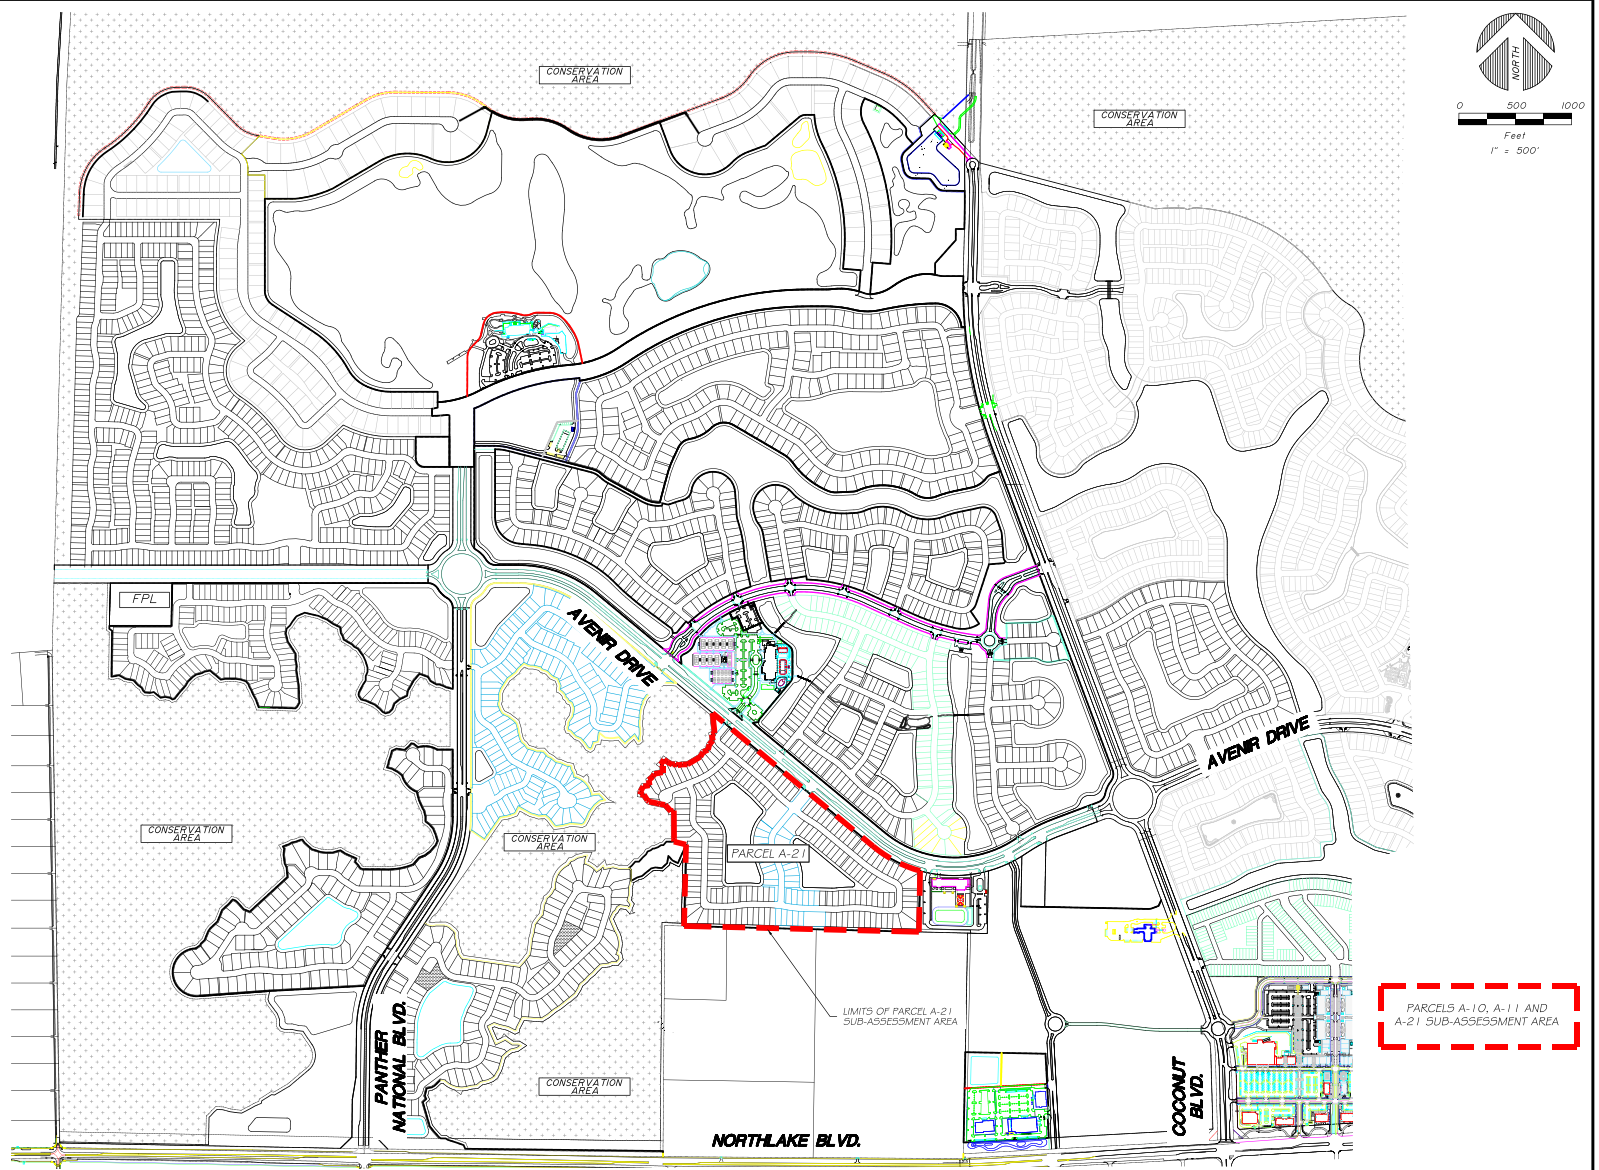 CONSERVATION
AREA
CONSERVATION
AREA
NORTH
0 500 1000
Feet
1" = 500'
FPL
AVENIR DRIVE
AVENIR DRIVE
CONSERVATION
AREA
CONSERVATION
AREA
PARCEL A-21
LIMITS OF PARCEL A-21
SUB-ASSESSMENT AREA
PARCELS A-10, A-11 AND
A-21 SUB-ASSESSMENT AREA
PANTHER
NATIONAL BLVD.
CONSERVATION
AREA
COCONUT
BLVD.
NORTHLAKE BLVD.